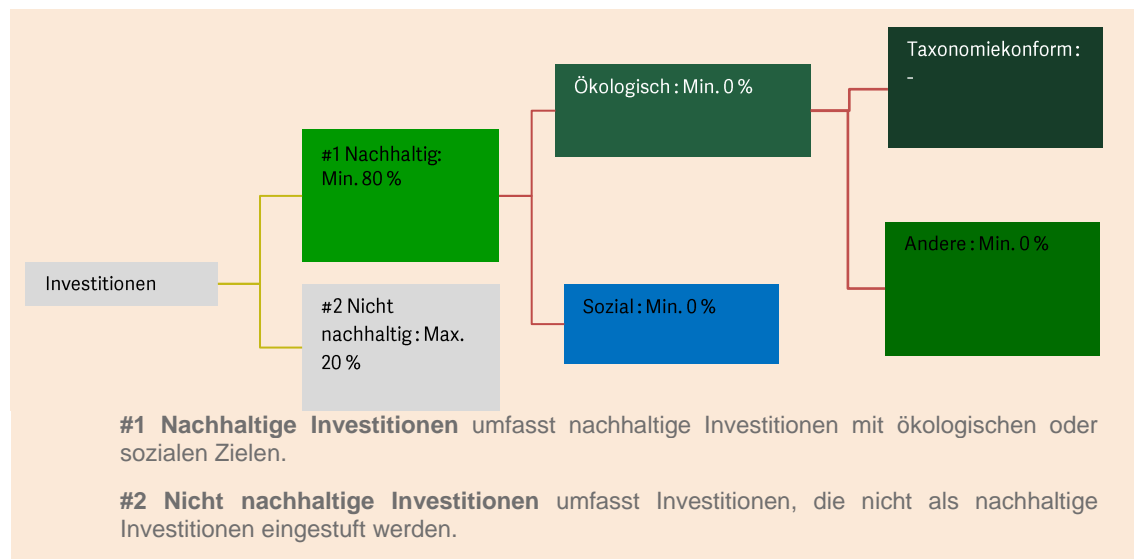 Investitionen
#1 Nachhaltig:
Min. 80 %
#2 Nicht
nachhaltig : Max.
20 %
Ökologisch : Min. 0 %
Sozial : Min. 0 %
Taxonomiekonform :
-
Andere : Min. 0 %
#1 Nachhaltige Investitionen umfasst nachhaltige Investitionen mit ökologischen oder
sozialen Zielen.
#2 Nicht nachhaltige Investitionen umfasst Investitionen, die nicht als nachhaltige
Investitionen eingestuft werden.